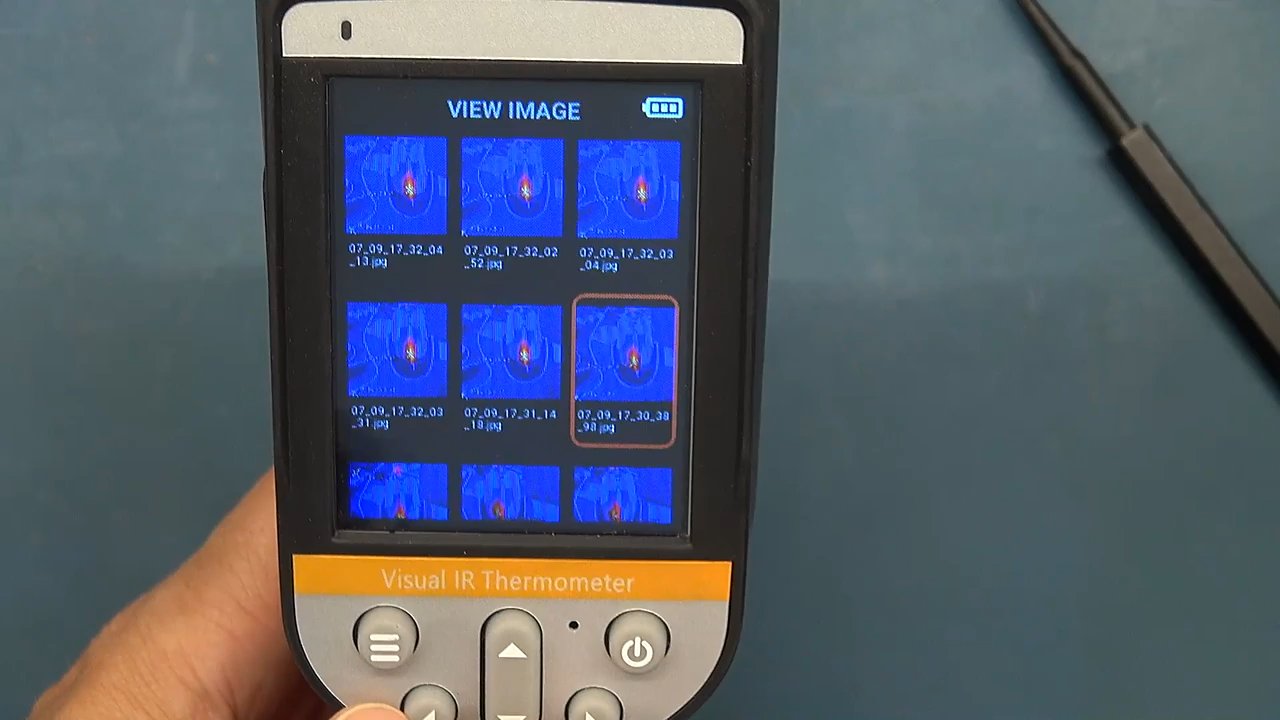 VIEW IMAGE
07_09_17_32_04
_13.jpg
07_09_17_32_02
_52.jpg
07_09_17_32_03
_04.jpg
07_09_17_32_03
_31.jpg
07_09_17_31_14
_18.jpg
07_09_17_30_38
_98.jpg
Visual IR Thermometer